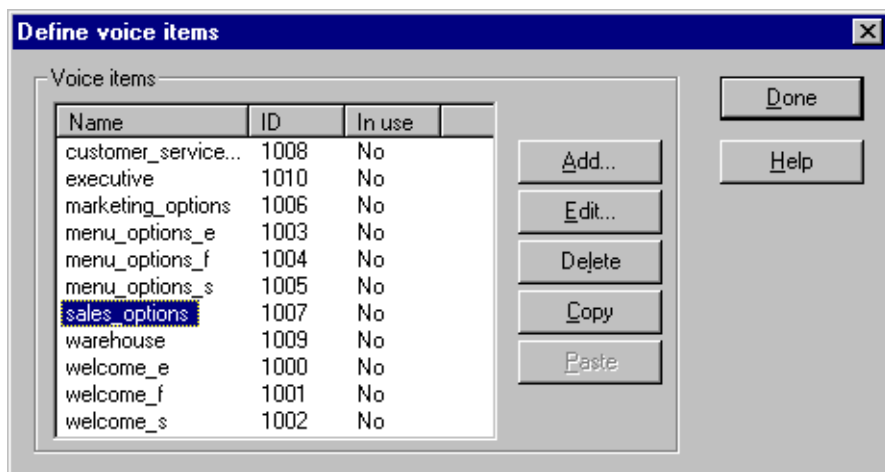 Define voice items
Voice items
Name ID In use
customer_service... 1008 No
executive 1010 No
marketing_options 1006 No
menu_options_e 1003 No
menu_options_f 1004 No
menu_options_s 1005 No
sales_options 1007 No
warehouse 1009 No
welcome_e 1000 No
welcome_f 1001 No
welcome_s 1002 No
Add...
Edit...
Delete
Copy
Paste
Done
Help